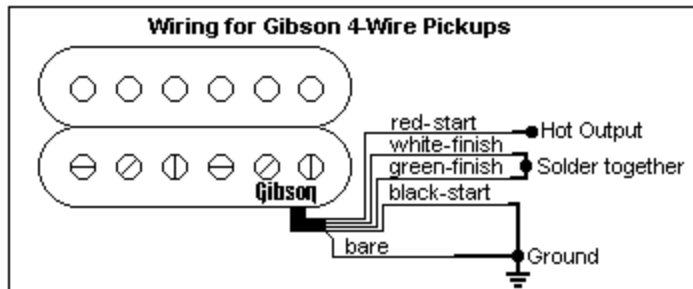 Wiring for Gibson 4-Wire Pickups
red-start
Hot Output
white-finish
green-finish
Solder together
black-start
Gibson
bare
Ground